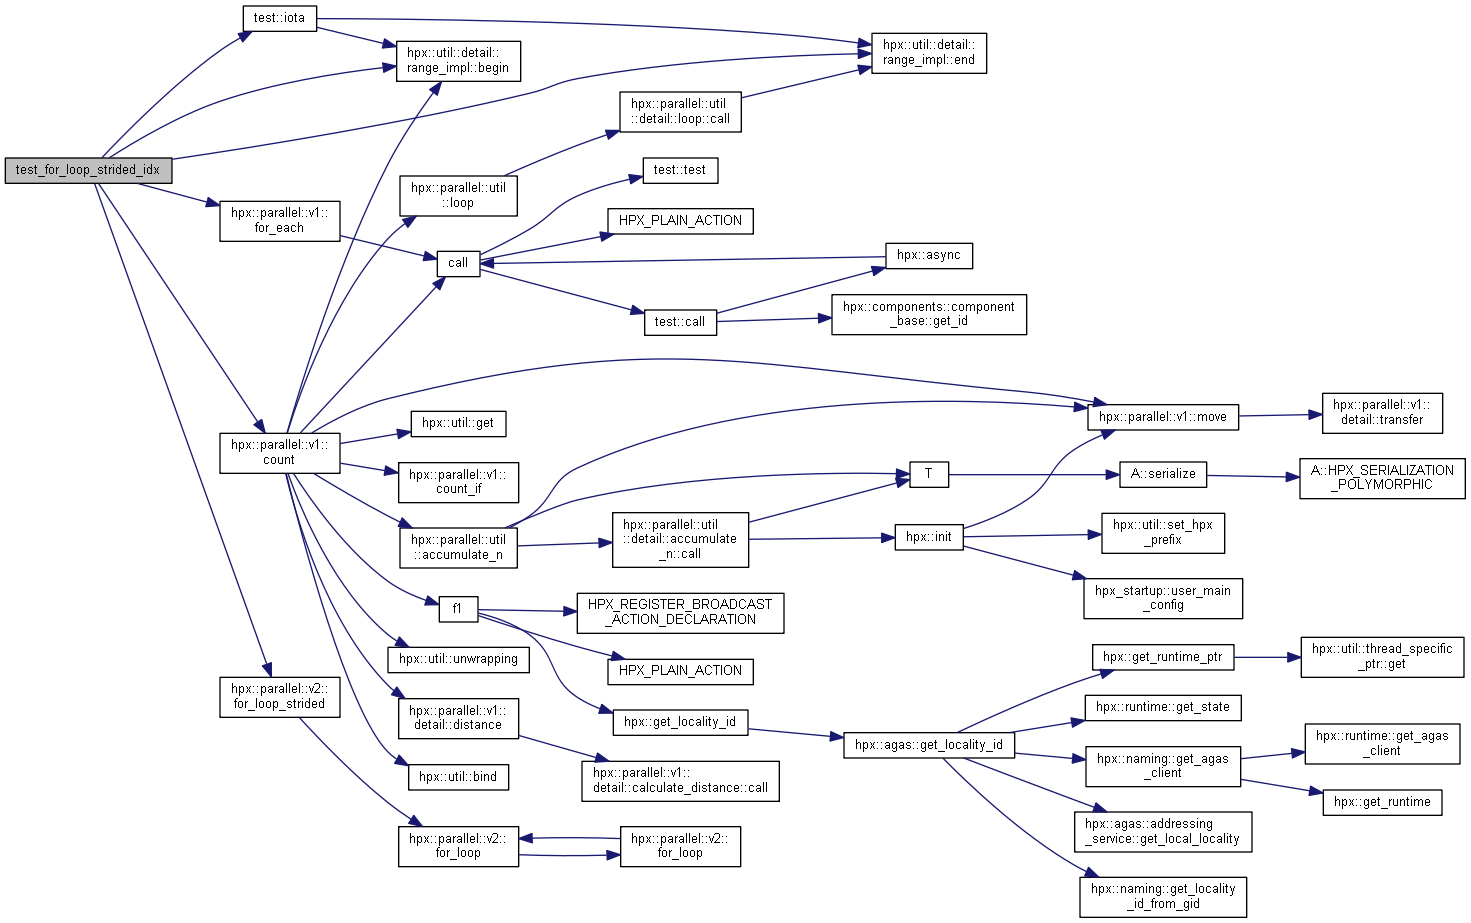 test::iota
hpx::util::detail::
range_impl::begin
hpx::util::detail::
range_impl::end
hpx::parallel::util
::detail::loop::call
test_for_loop_strided_idx
hpx::parallel::v1::
for_each
hpx::parallel::util
::loop
test::test
HPX_PLAIN_ACTION
call
hpx::async
test::call
hpx::components::component
_base::get_id
hpx::parallel::v1::
count
hpx::util::get
hpx::parallel::v1::
count_if
hpx::parallel::v1::move
hpx::parallel::v1::
detail::transfer
hpx::parallel::util
::accumulate_n
hpx::parallel::util
::detail::accumulate
_n::call
T
A::serialize
A::HPX_SERIALIZATION
_POLYMORPHIC
hpx::init
hpx::util::set_hpx
_prefix
hpx_startup::user_main
_config
f1
HPX_REGISTER_BROADCAST
_ACTION_DECLARATION
HPX_PLAIN_ACTION
hpx::util::unwrapping
hpx::parallel::v2::
for_loop_strided
hpx::parallel::v1::
detail::distance
hpx::get_locality_id
hpx::agas::get_locality_id
hpx::get_runtime_ptr
hpx::util::thread_specific
_ptr::get
hpx::runtime::get_state
hpx::naming::get_agas
_client
hpx::runtime::get_agas
_client
hpx::get_runtime
hpx::util::bind
hpx::parallel::v1::
detail::calculate_distance::call
hpx::agas::addressing
_service::get_local_locality
hpx::parallel::v2::
for_loop
hpx::parallel::v2::
for_loop
hpx::naming::get_locality
_id_from_gid